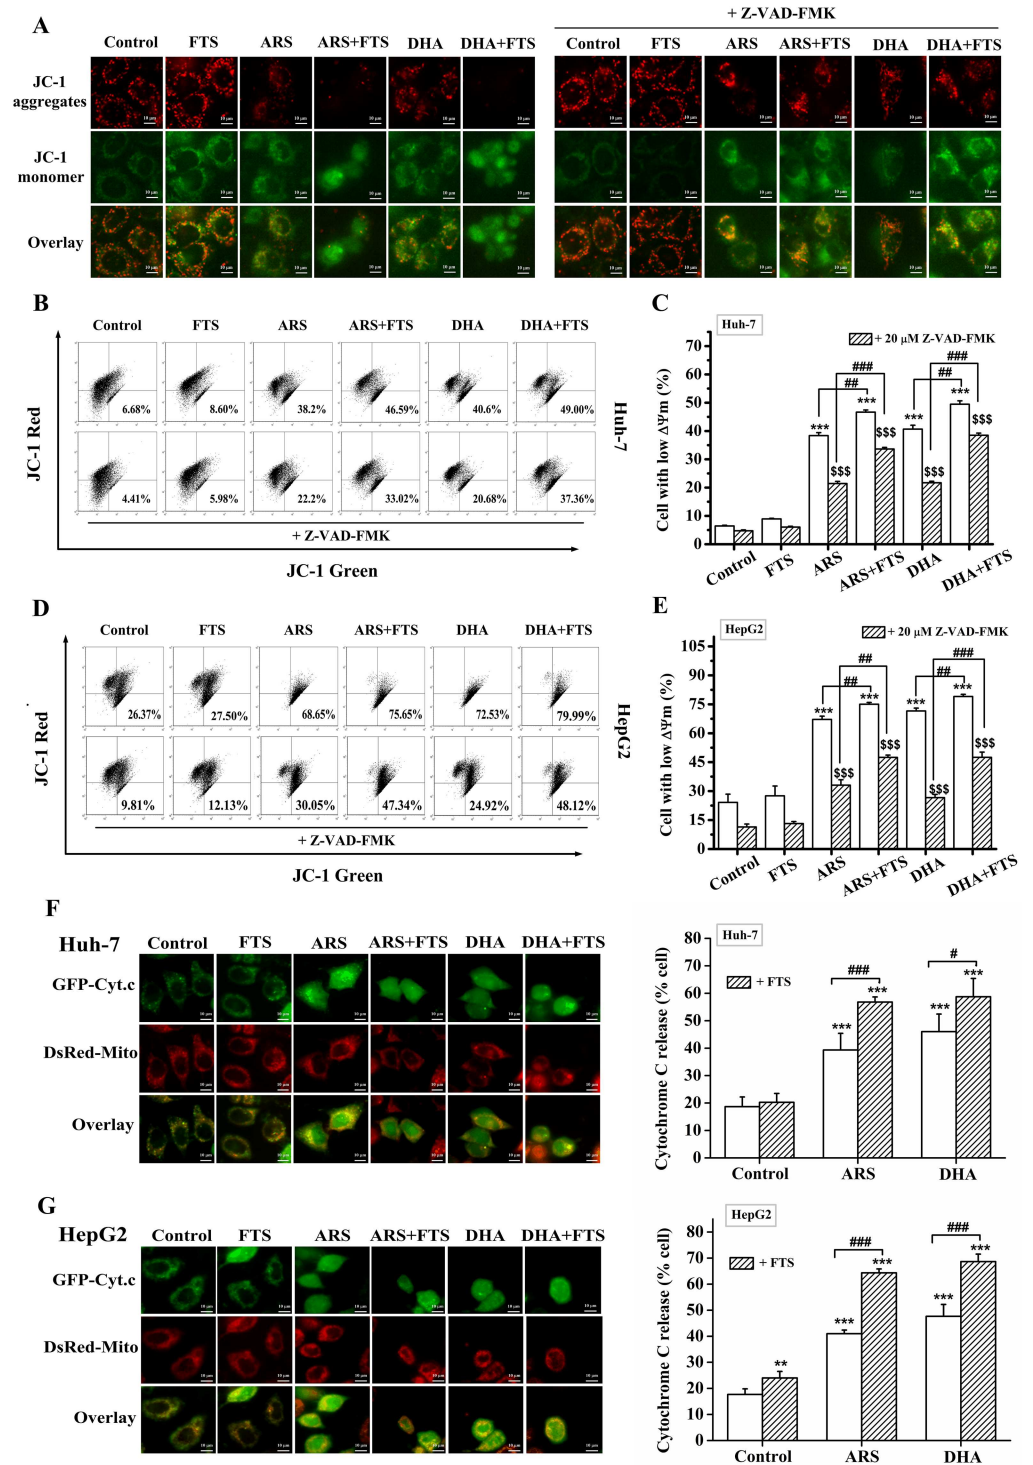 A
+ Z-VAD-FMK
Control FTS ARS ARS+FTS DHA DHA+FTS
FTS ARS ARS+FTS DHA DHA+FTS
Control
JC-1
aggregates
JC-1
monomer
Overlay
10 μm
B
Control FTS ARS ARS+FTS DHA DHA+FTS
6.68% 8.60% 38.2% 46.59% 40.6% 49.00%
4.41% 5.98% 22.2% 33.02% 20.68% 37.36%
JC-1 Red
Huh-7
+ Z-VAD-FMK
JC-1 Green
C
Huh-7
+ 20 μM Z-VAD-FMK
Cell with low ΔΨm (%)
70
60
50
40
30
20
10
0
### ###
## ##
*** *** *** ***
$$$ $$$ $$$ $$$
Control FTS ARS ARS+FTS DHA DHA+FTS
D
Control FTS ARS ARS+FTS DHA DHA+FTS
26.37% 27.50% 68.65% 75.65% 72.53% 79.99%
9.81% 12.13% 30.05% 47.34% 24.92% 48.12%
JC-1 Red
HepG2
+ Z-VAD-FMK
JC-1 Green
E
HepG2
+ 20 μM Z-VAD-FMK
Cell with low ΔΨm (%)
105
90
75
60
45
30
15
0
## ###
## ##
*** *** *** ***
$$$ $$$ $$$ $$$
Control FTS ARS ARS+FTS DHA DHA+FTS
F
Huh-7
Control FTS ARS ARS+FTS DHA DHA+FTS
GFP-Cyt.c
DsRed-Mito
Overlay
10 μm
Huh-7
+ FTS
Cytochrome C release (% cell)
80
70
60
50
40
30
20
10
0
### #
*** *** *** ***
Control ARS DHA
G
HepG2
Control FTS ARS ARS+FTS DHA DHA+FTS
GFP-Cyt.c
DsRed-Mito
Overlay
10 μm
HepG2
+ FTS
Cytochrome C release (% cell)
80
70
60
50
40
30
20
10
0
### ###
** *** *** *** ***
Control ARS DHA